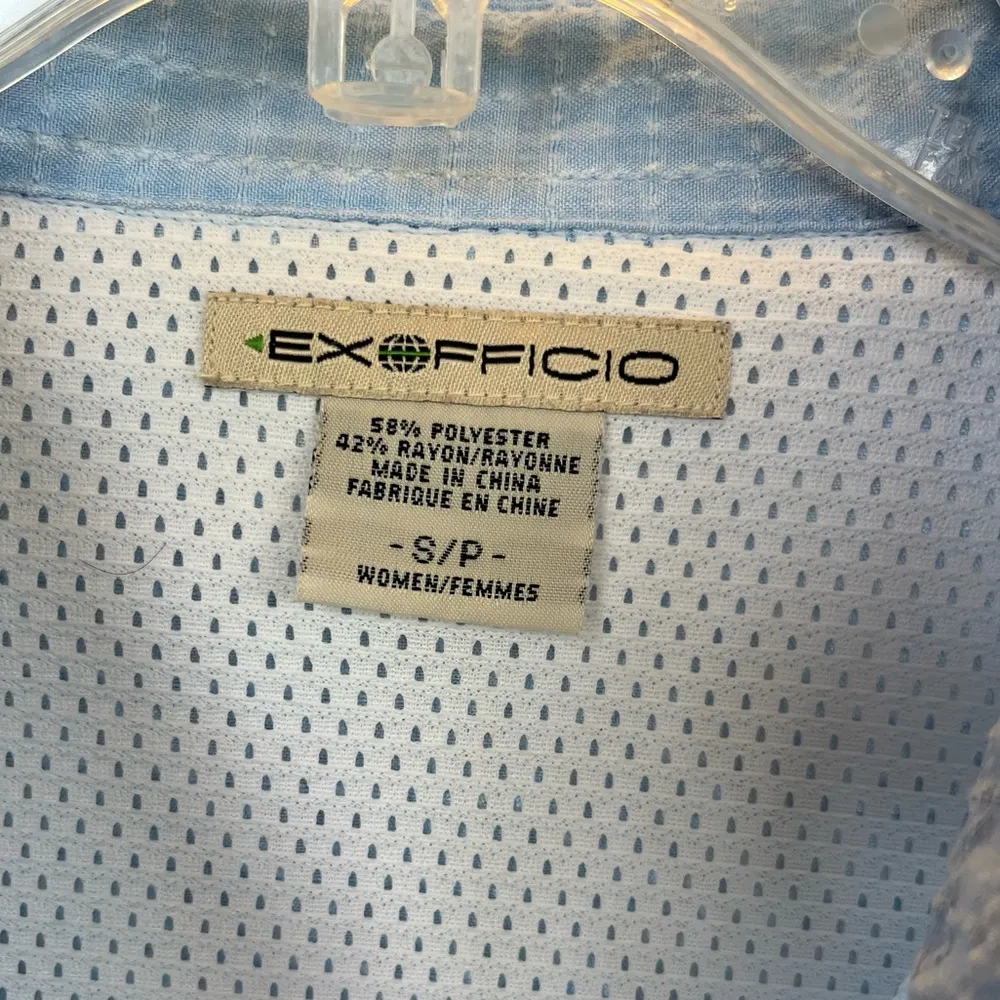 EXOFFICIO
58% POLYESTER
42% RAYON/RAYONNE
MADE IN CHINA
FABRIQUE EN CHINE
- S/P -
WOMEN/FEMMES